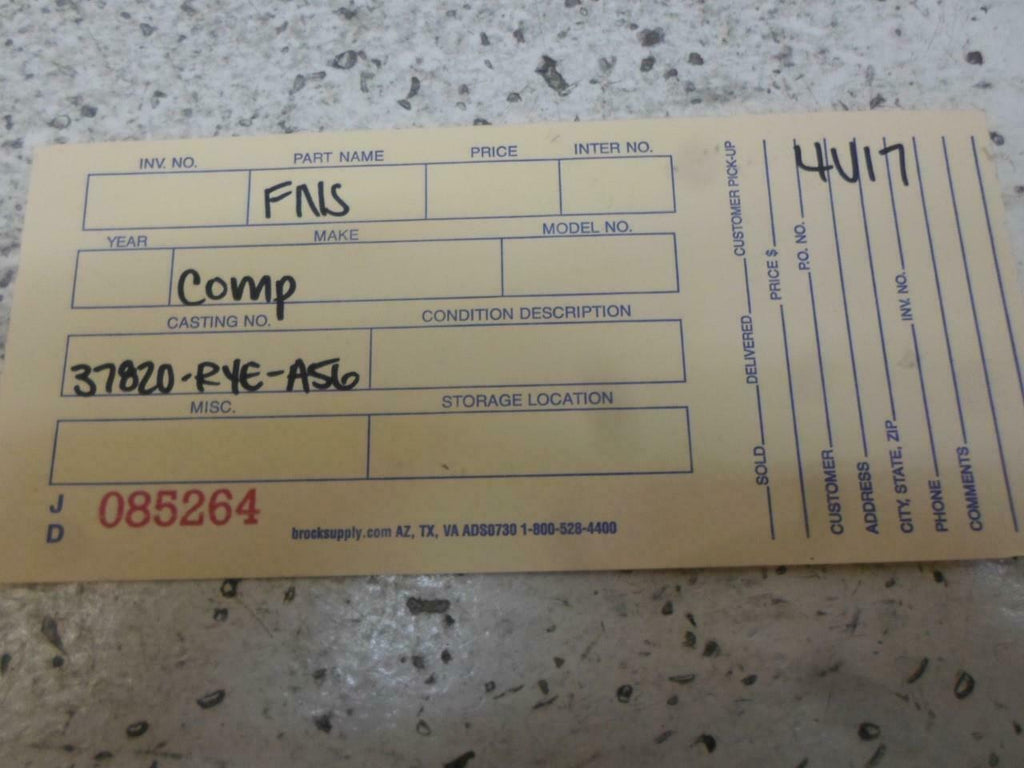 INV. NO. PART NAME PRICE INTER NO.
FNS
YEAR MAKE MODEL NO.
Comp
CASTING NO. CONDITION DESCRIPTION
37820-RYE-A56
MISC. STORAGE LOCATION
J D 085264
brocksupply.com AZ, TX, VA ADS0730 1-800-528-4400
SOLD DELIVERED CUSTOMER PICK-UP
PRICE $
P.O. NO.
CUSTOMER
ADDRESS
CITY, STATE, ZIP INV. NO.
PHONE
COMMENTS
4U17